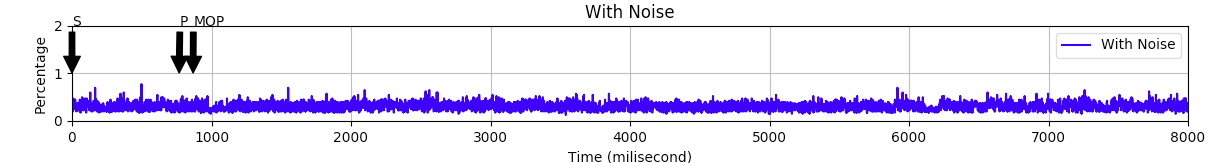 With Noise
S P MOP
2
1
0
Percentage
With Noise
0 1000 2000 3000 4000 5000 6000 7000 8000
Time (milisecond)